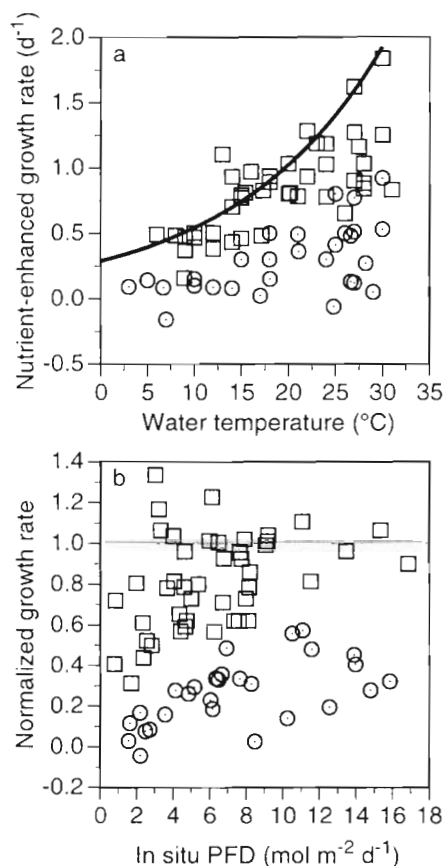 Nutrient-enhanced growth rate (d⁻¹)
a
2.0
1.5
1.0
0.5
0.0
-0.5
0 5 10 15 20 25 30 35
Water temperature (°C)
Normalized growth rate
b
1.4
1.2
1.0
0.8
0.6
0.4
0.2
0.0
-0.2
0 2 4 6 8 10 12 14 16 18
In situ PFD (mol m⁻² d⁻¹)